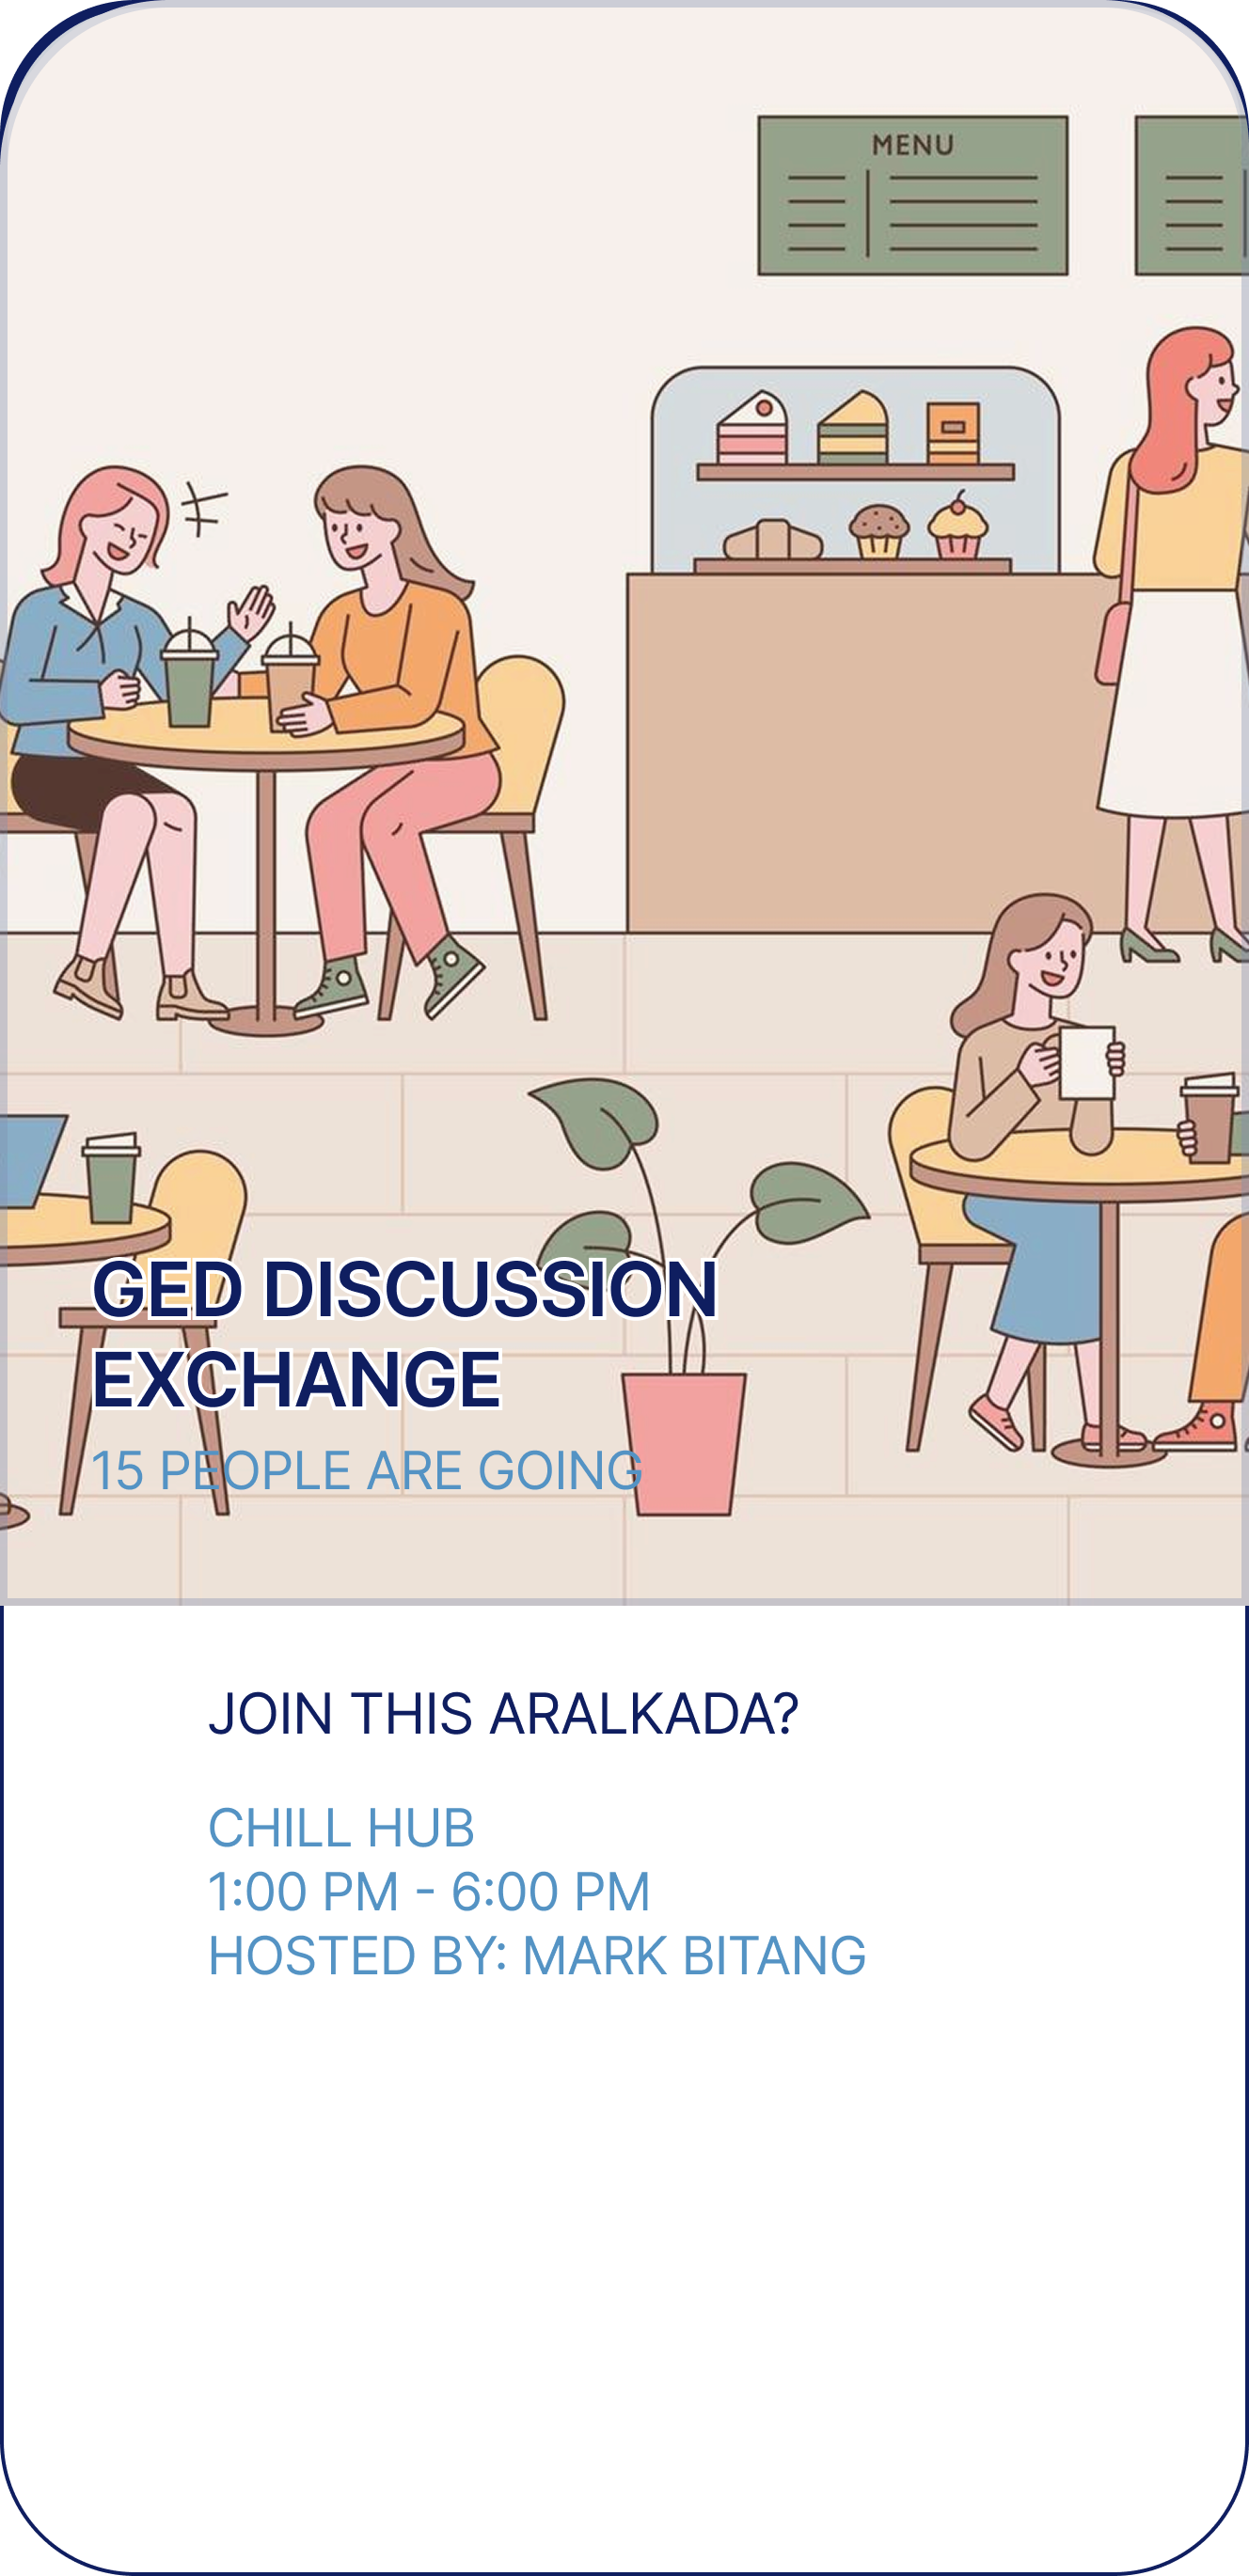 MENU
GED DISCUSSION
EXCHANGE
15 PEOPLE ARE GOING
JOIN THIS ARALKADA?
CHILL HUB
1:00 PM - 6:00 PM
HOSTED BY: MARK BITANG